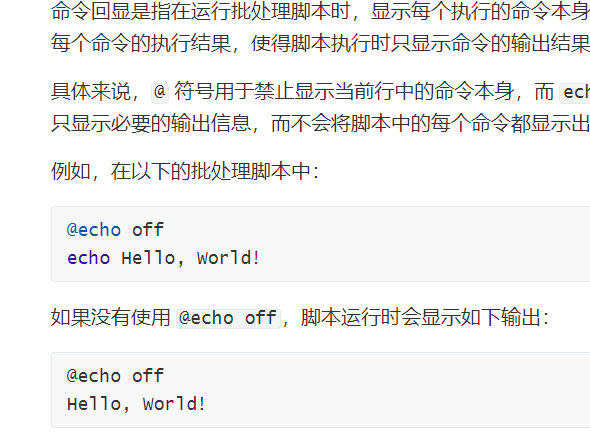 命令回显是指在运行批处理脚本时，显示每个执行的命令本身
每个命令的执行结果，使得脚本执行时只显示命令的输出结果
具体来说，@ 符号用于禁止显示当前行中的命令本身，而 ech
只显示必要的输出信息，而不会将脚本中的每个命令都显示出
例如，在以下的批处理脚本中：
@echo off
echo Hello, World!
如果没有使用 @echo off，脚本运行时会显示如下输出：
@echo off
Hello, World!